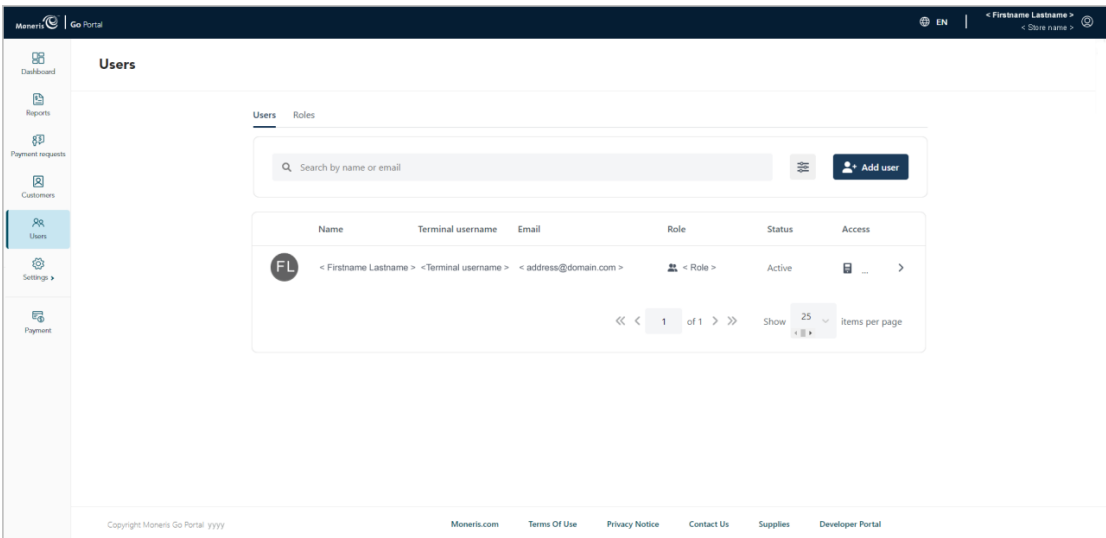 Moneris Go Portal
EN
< Firstname Lastname >
< Store name >
Dashboard
Reports
Payment requests
Customers
Users
Settings
Payment
Users
Users Roles
Search by name or email
Add user
Name Terminal username Email Role Status Access
FL < Firstname Lastname > <Terminal username > < address@domain.com > < Role > Active ...
1 of 1 Show 25 items per page
Copyright Moneris Go Portal yyyy
Moneris.com Terms Of Use Privacy Notice Contact Us Supplies Developer Portal